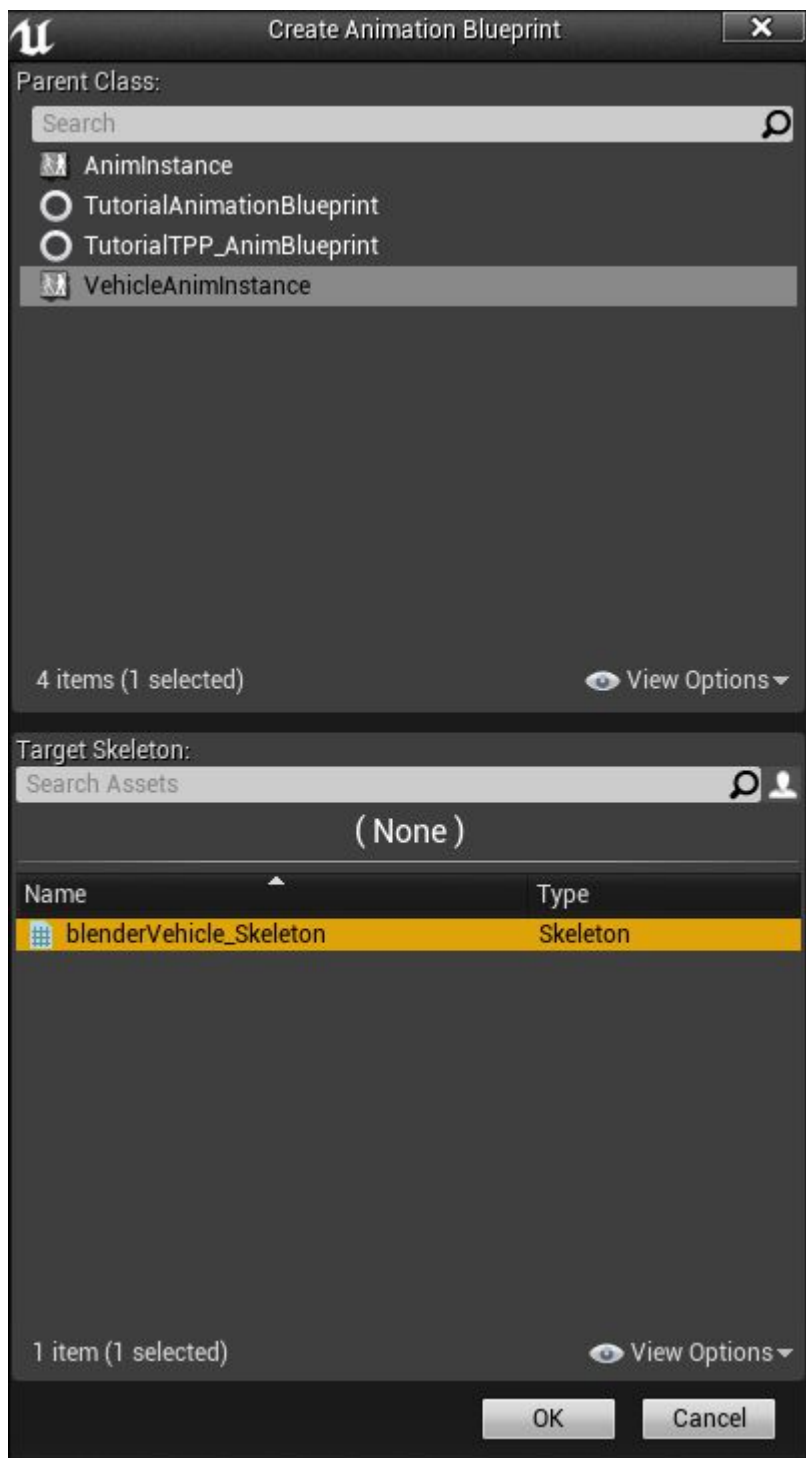 Create Animation Blueprint
Parent Class:
Search
AnimInstance
TutorialAnimationBlueprint
TutorialTPP_AnimBlueprint
VehicleAnimInstance
4 items (1 selected) View Options
Target Skeleton:
Search Assets
( None )
Name Type
blenderVehicle_Skeleton Skeleton
1 item (1 selected) View Options
OK Cancel